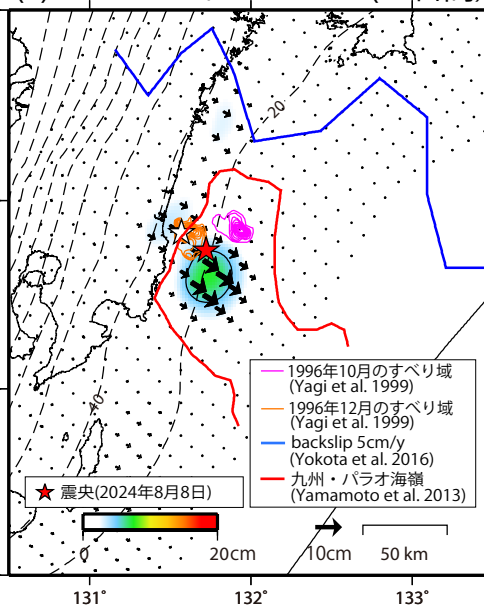 20
40
1996年10月のすべり域
(Yagi et al. 1999)
1996年12月のすべり域
(Yagi et al. 1999)
backslip 5cm/y
(Yokota et al. 2016)
九州・パラオ海嶺
(Yamamoto et al. 2013)
震央(2024年8月8日)
0
20cm
10cm
50 km
131°
132°
133°